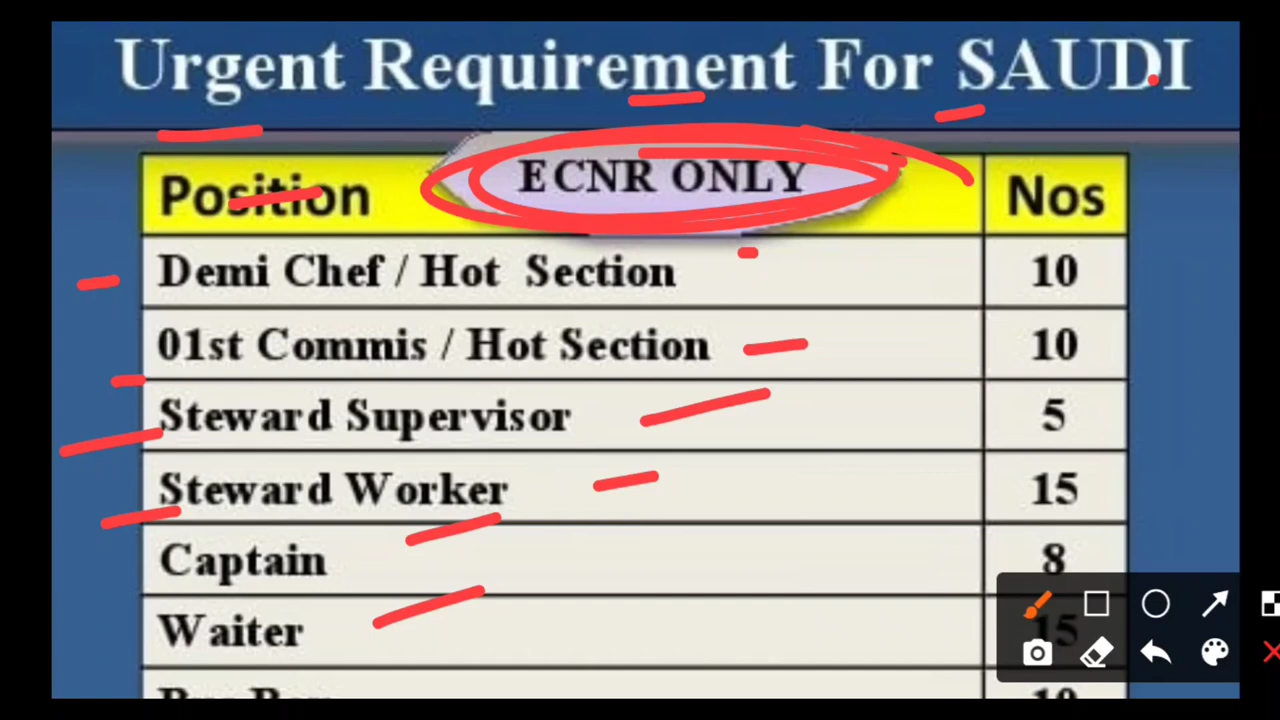 Urgent Requirement For SAUDI
ECNR ONLY
Position Nos
Demi Chef / Hot Section 10
01st Commis / Hot Section 10
Steward Supervisor 5
Steward Worker 15
Captain 8
Waiter 15